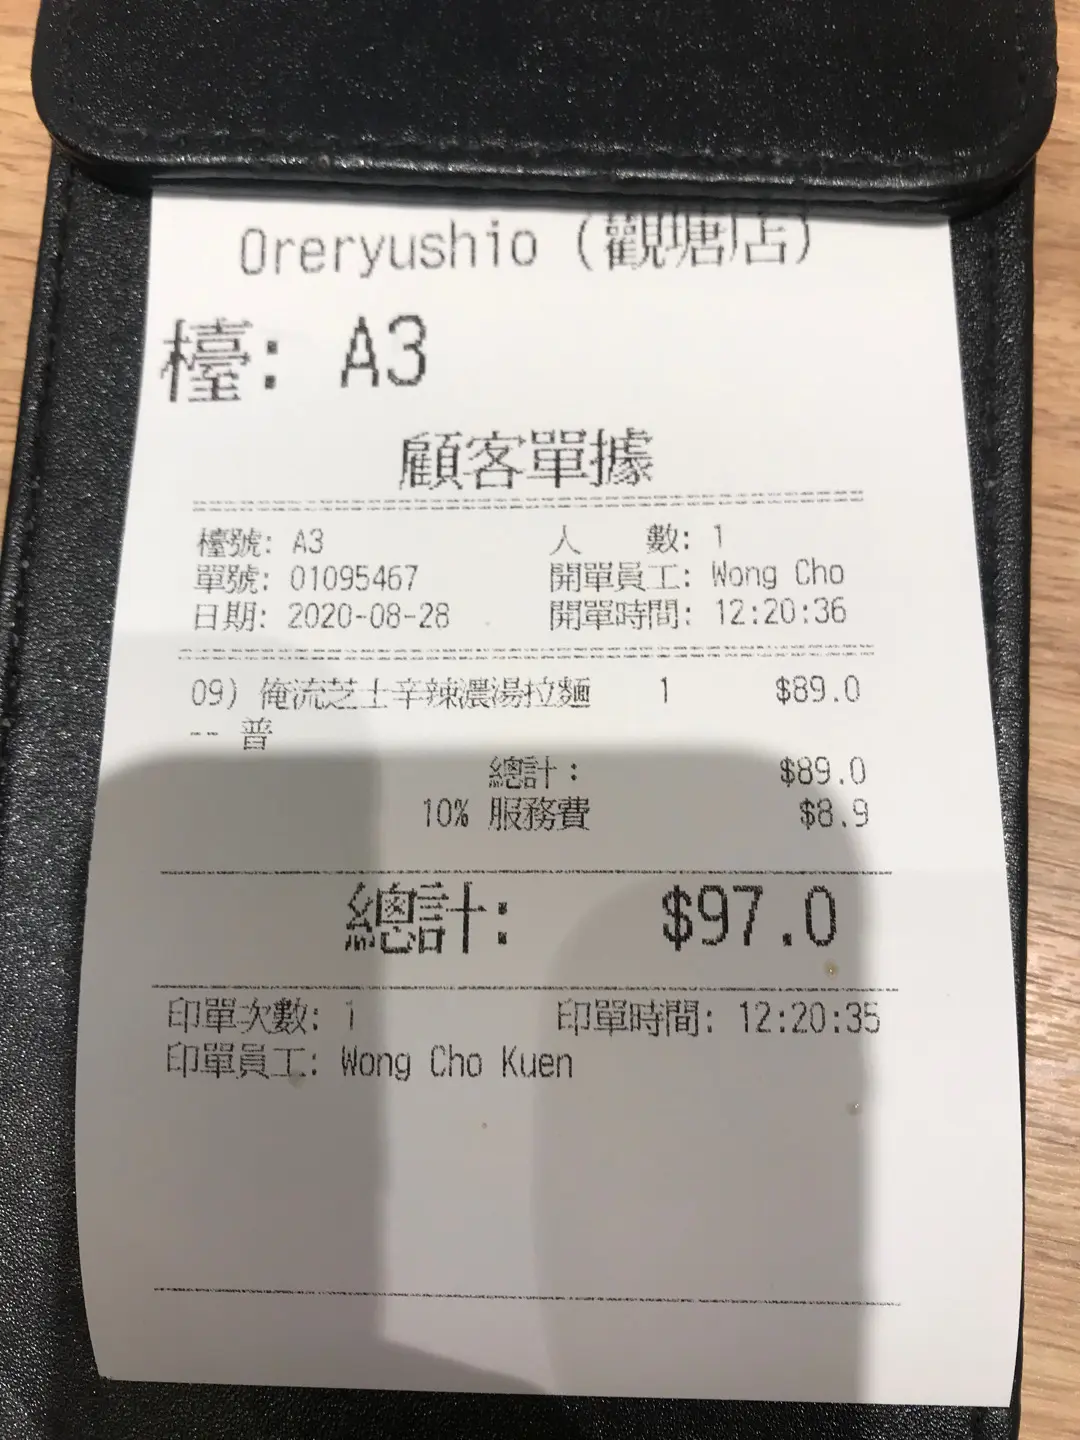 Oreryushio (觀塘店)
檯: A3
顧客單據
檯號: A3 人 數: 1
單號: 01095467 開單員工: Wong Cho
日期: 2020-08-28 開單時間: 12:20:36
09) 俺流芝士辛辣濃湯拉麵 1 $89.0
-- 普
總計: $89.0
10% 服務費 $8.9
總計: $97.0
印單次數: 1 印單時間: 12:20:35
印單員工: Wong Cho Kuen